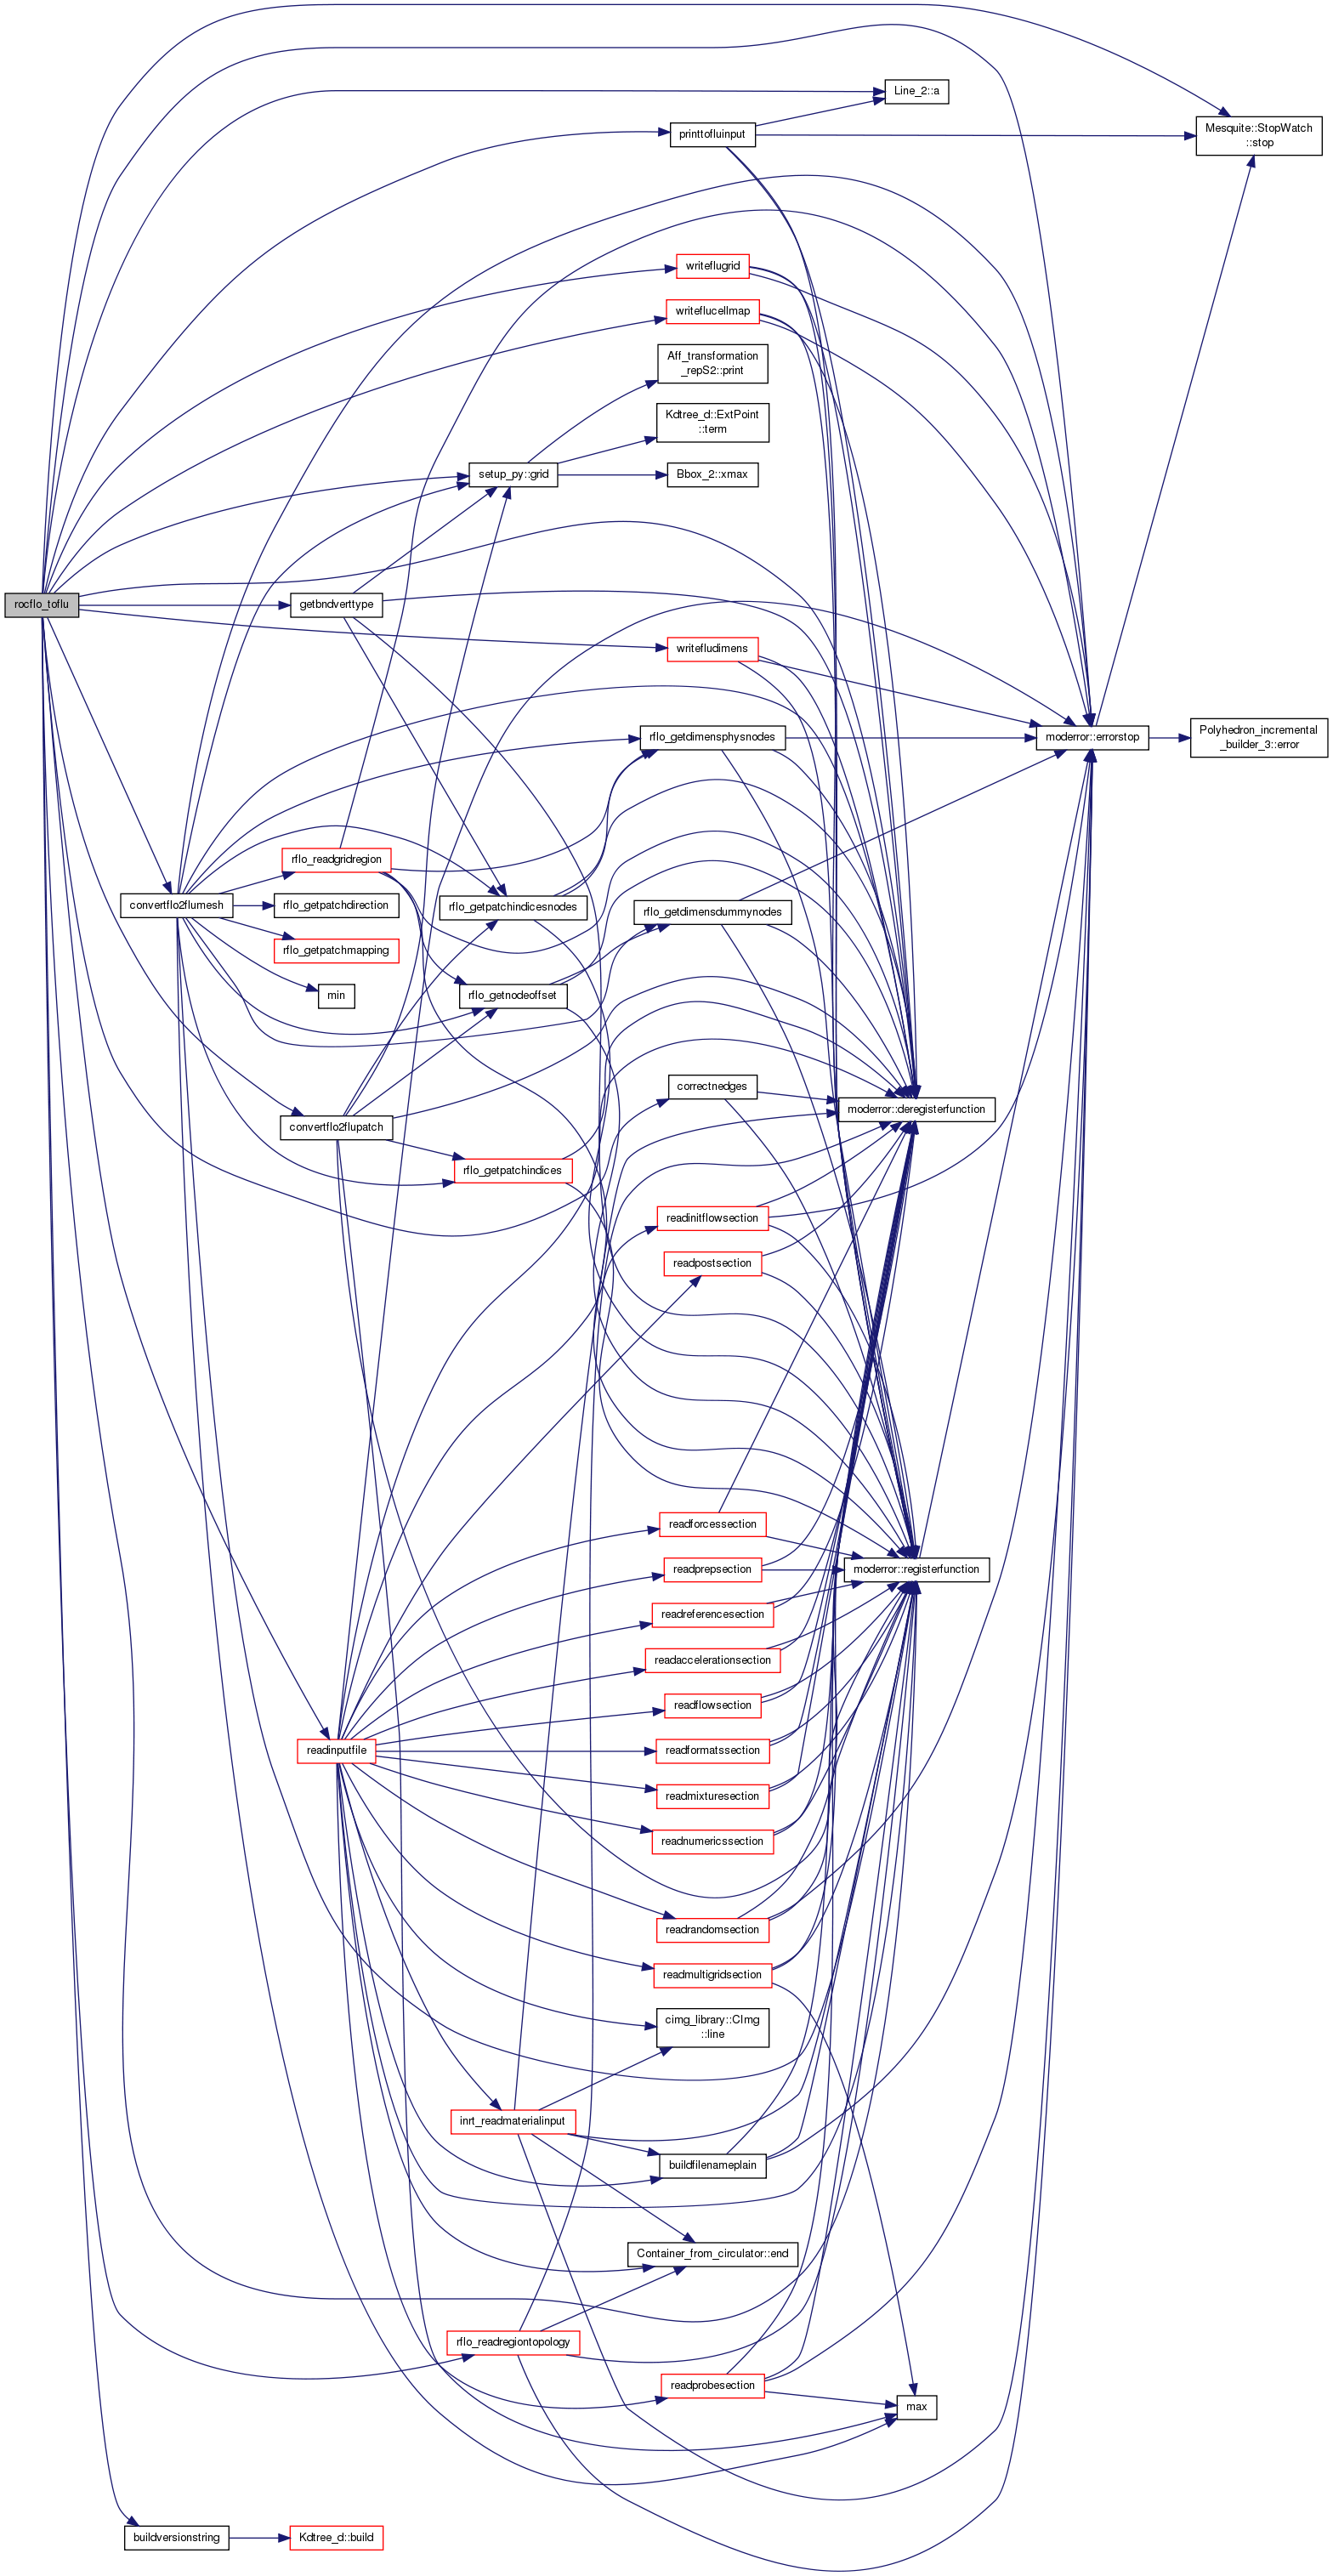 Line_2::a
Mesquite::StopWatch
::stop
printtofluinput
writeflugrid
writeflucellmap
Aff_transformation
_repS2::print
Kdtree_d::ExtPoint
::term
setup_py::grid
Bbox_2::xmax
rocflo_toflu
getbndverttype
writefludimens
rflo_getdimensphysnodes
moderror::errorstop
Polyhedron_incremental
_builder_3::error
rflo_readgridregion
convertflo2flumesh
rflo_getpatchdirection
rflo_getpatchindicesnodes
rflo_getdimensdummynodes
rflo_getpatchmapping
min
rflo_getnodeoffset
correctnedges
moderror::deregisterfunction
convertflo2flupatch
rflo_getpatchindices
readinitflowsection
readpostsection
readforcessection
readprepsection
moderror::registerfunction
readreferencesection
readaccelerationsection
readflowsection
readinputfile
readformatssection
readmixturesection
readnumericssection
readrandomsection
readmultigridsection
cimg_library::CImg
::line
inrt_readmaterialinput
buildfilenameplain
Container_from_circulator::end
rflo_readregiontopology
readprobesection
max
buildversionstring
Kdtree_d::build